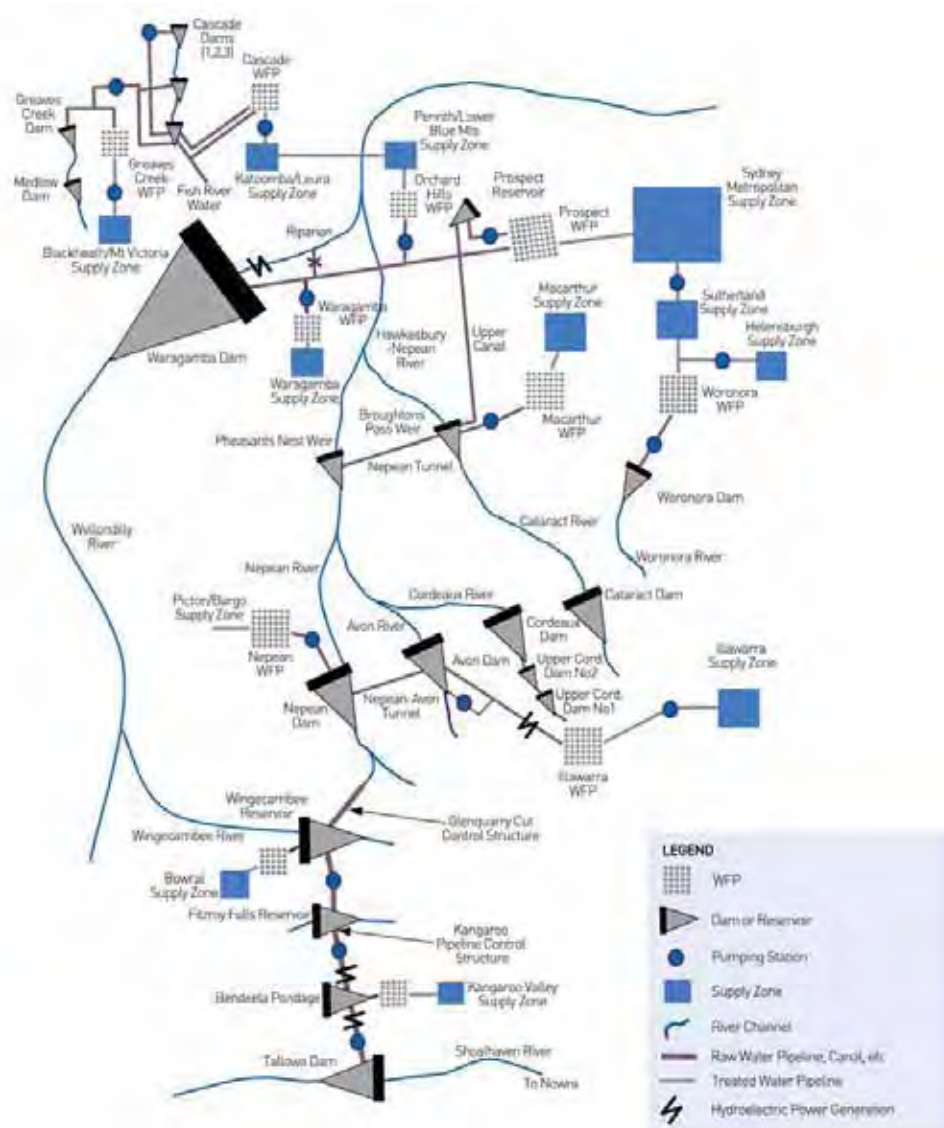 Cascade
Dams
(1,2,3)
Cascade
WFP
Greaves
Creek Dam
Medlow
Dam
Greaves
Creek
WFP
Fish River
Water
Katoomba/Leura
Supply Zone
Penrith/Lower
Blue Mts
Supply Zone
Orchard
Hills
WFP
Prospect
Reservoir
Prospect
WFP
Sydney
Metropolitan
Supply Zone
Blackheath/Mt Victoria
Supply Zone
Riparian
Waragamba Dam
Waragamba
WFP
Waragamba
Supply Zone
Hawkesbury
-Nepean
River
Upper
Canal
Macarthur
Supply Zone
Macarthur
WFP
Sutherland
Supply Zone
Helensburgh
Supply Zone
Woronora
WFP
Woronora Dam
Woronora River
Broughtons
Pass Weir
Pheasants Nest Weir
Nepean Tunnel
Cataract River
Wollondilly
River
Nepean River
Cordeaux River
Cataract Dam
Picton/Bargo
Supply Zone
Nepean
WFP
Avon River
Avon Dam
Cordeaux
Dam
Upper Cord.
Dam No2
Upper Cord.
Dam No1
Illawarra
Supply Zone
Nepean
Dam
Nepean-Avon
Tunnel
Illawarra
WFP
Wingecambee
Reservoir
Wingecambee River
Glenquarry Cut
Control Structure
Bowral
Supply Zone
Fitzroy Falls Reservoir
Kangaroo
Pipeline Control
Structure
Bendeela Pondage
Kangaroo Valley
Supply Zone
Tallowa Dam
Shoalhaven River
To Nowra
LEGEND
WFP
Dam or Reservoir
Pumping Station
Supply Zone
River Channel
Raw Water Pipeline, Canal, etc
Treated Water Pipeline
Hydroelectric Power Generation